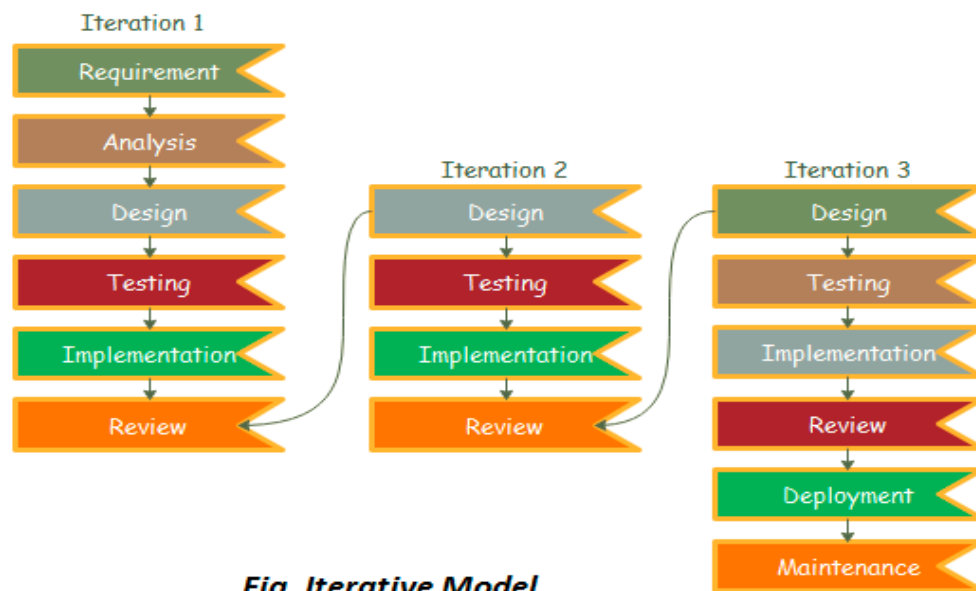 Iteration 1
Requirement
Analysis
Design
Testing
Implementation
Review
Iteration 2
Design
Testing
Implementation
Review
Iteration 3
Design
Testing
Implementation
Review
Deployment
Maintenance
Fig. Iterative Model